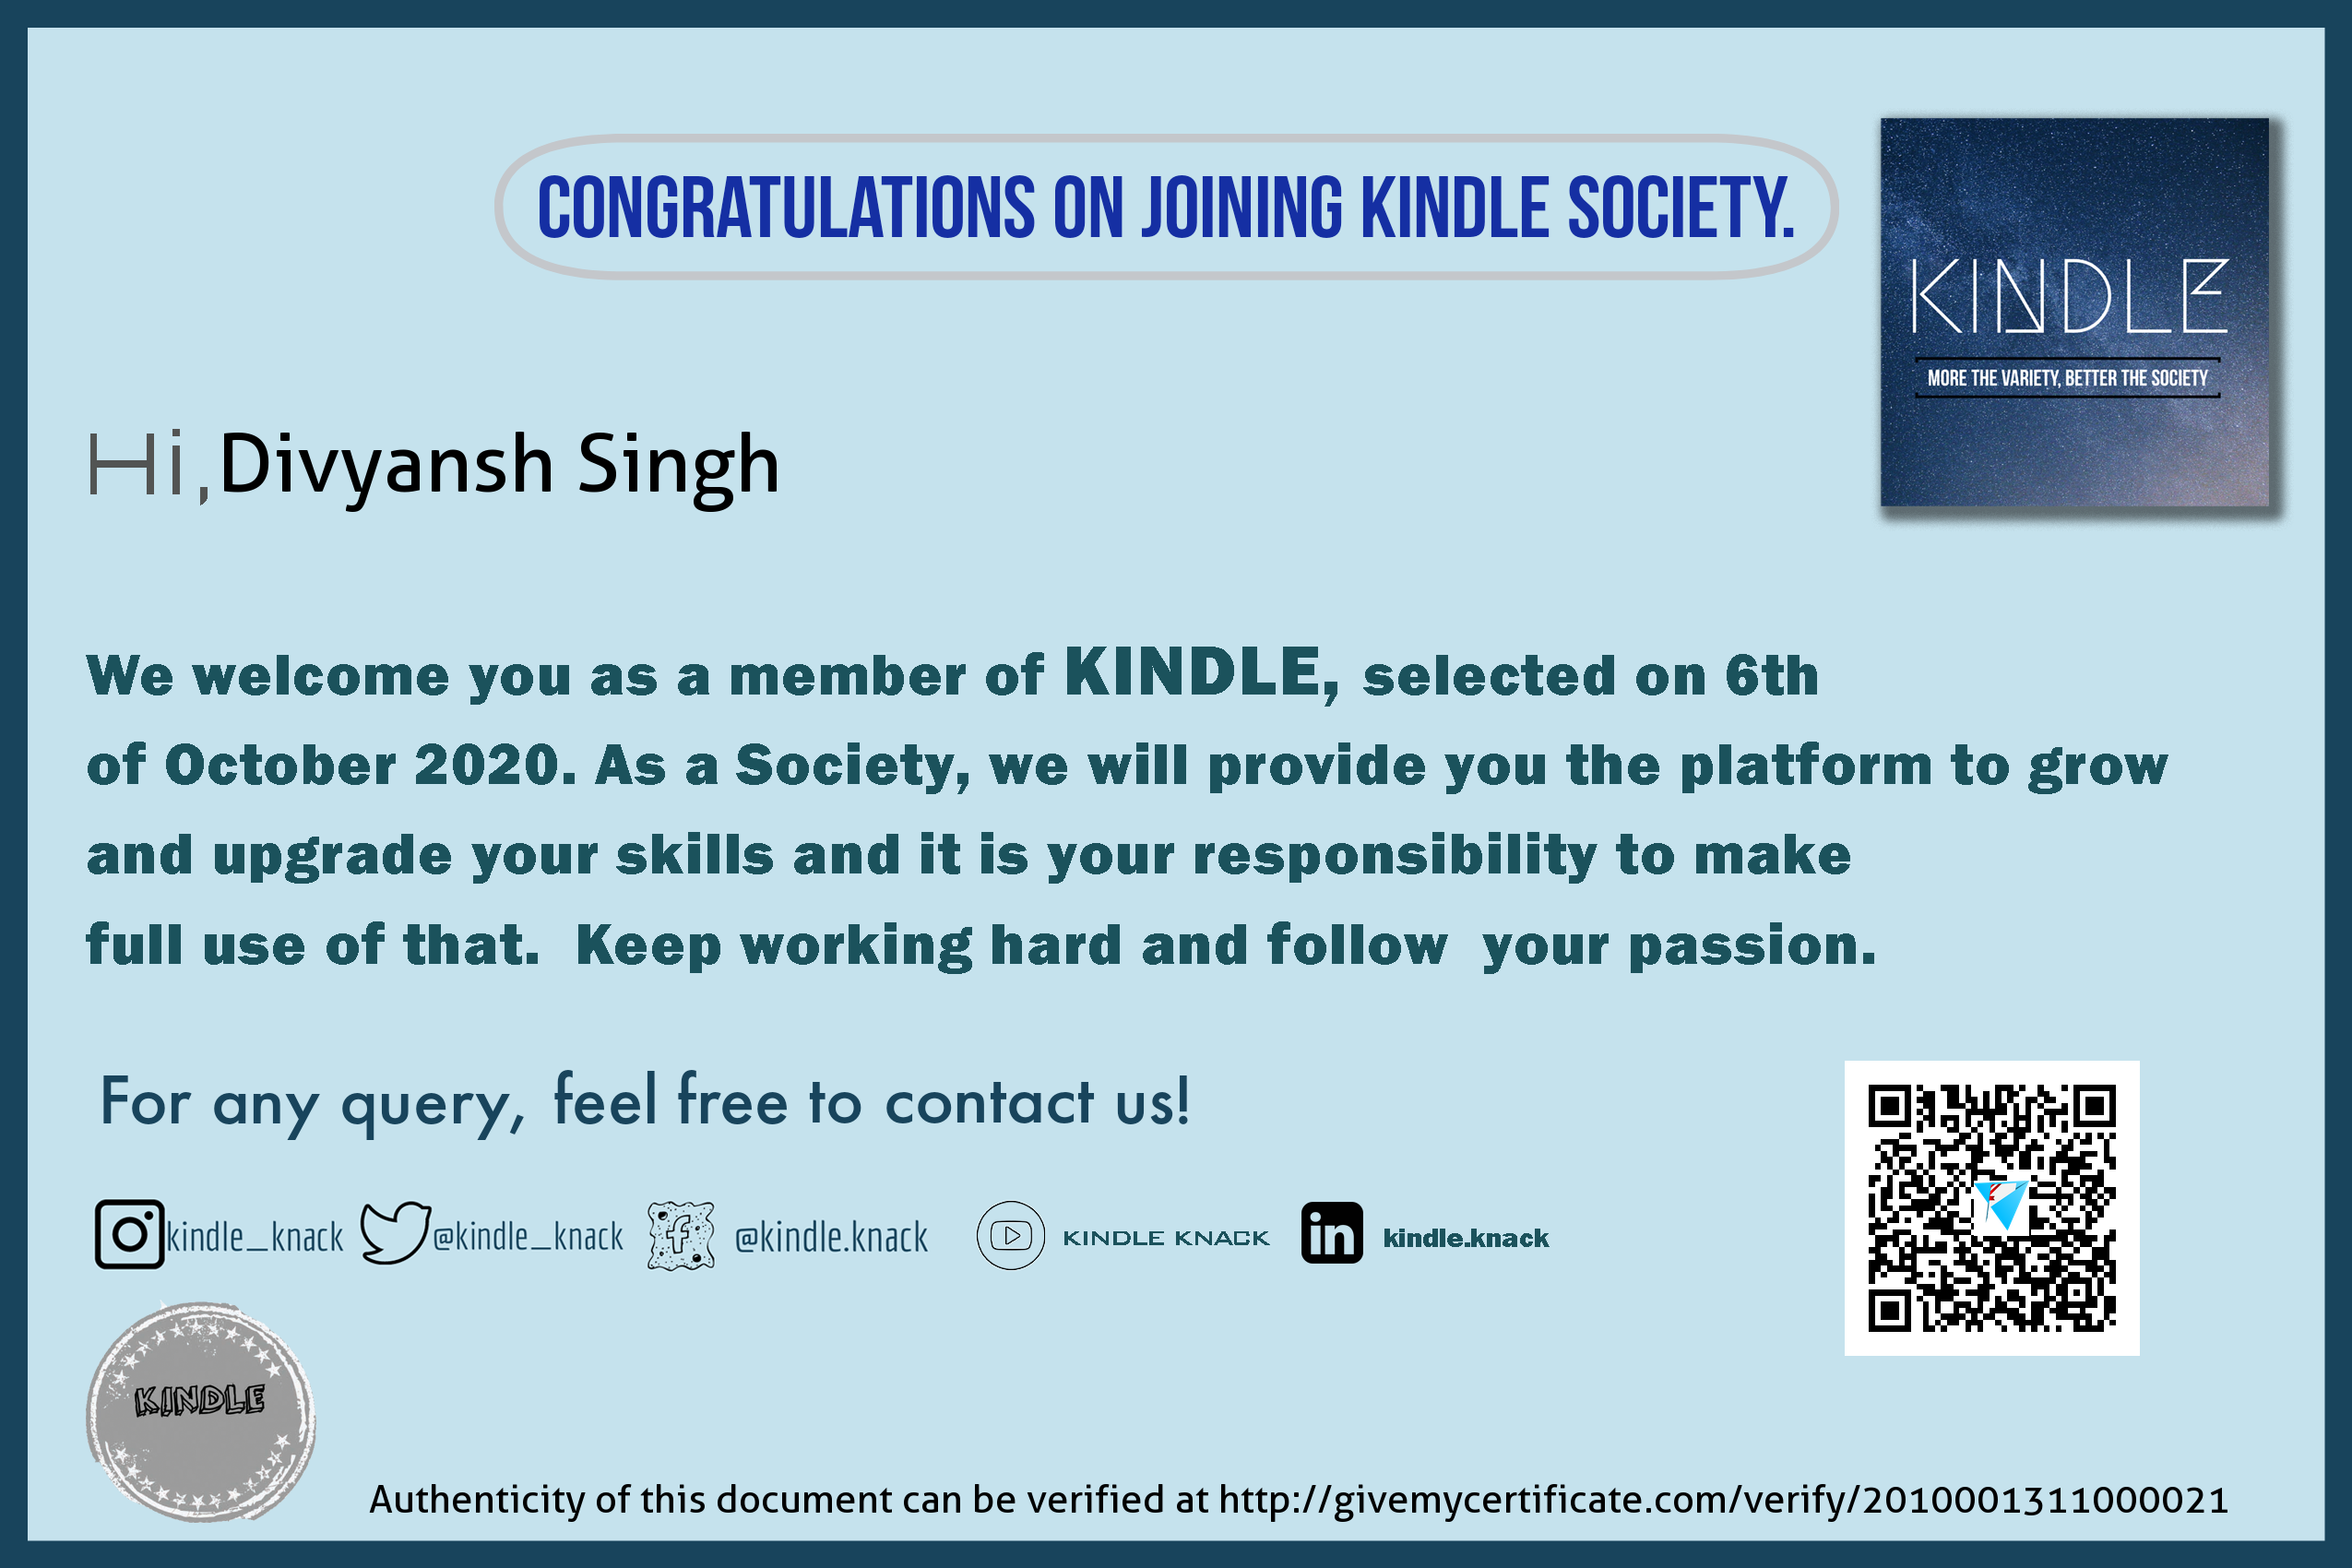 CONGRATULATIONS ON JOINING KINDLE SOCIETY.
KINDLE
MORE THE VARIETY, BETTER THE SOCIETY
Hi, Divyansh Singh
We welcome you as a member of KINDLE, selected on 6th
of October 2020. As a Society, we will provide you the platform to grow
and upgrade your skills and it is your responsibility to make
full use of that. Keep working hard and follow your passion.
For any query, feel free to contact us!
kindle_knack @kindle_knack @kindle.knack KINDLE KNACK in kindle.knack
KINDLE
Authenticity of this document can be verified at http://givemycertificate.com/verify/2010001311000021